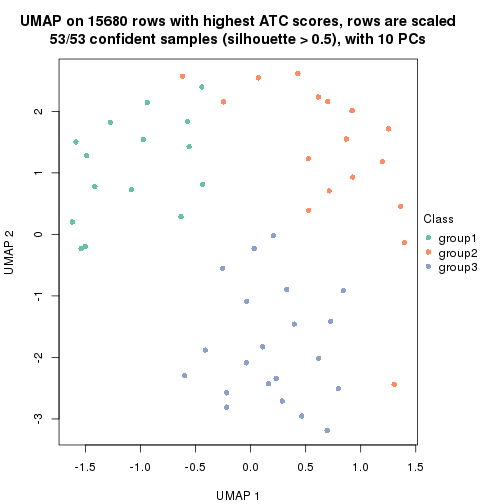 UMAP on 15680 rows with highest ATC scores, rows are scaled
53/53 confident samples (silhouette > 0.5), with 10 PCs
UMAP 2
2
1
0
-1
-2
-3
-1.5
-1.0
-0.5
0.0
0.5
1.0
1.5
UMAP 1
Class
group1
group2
group3